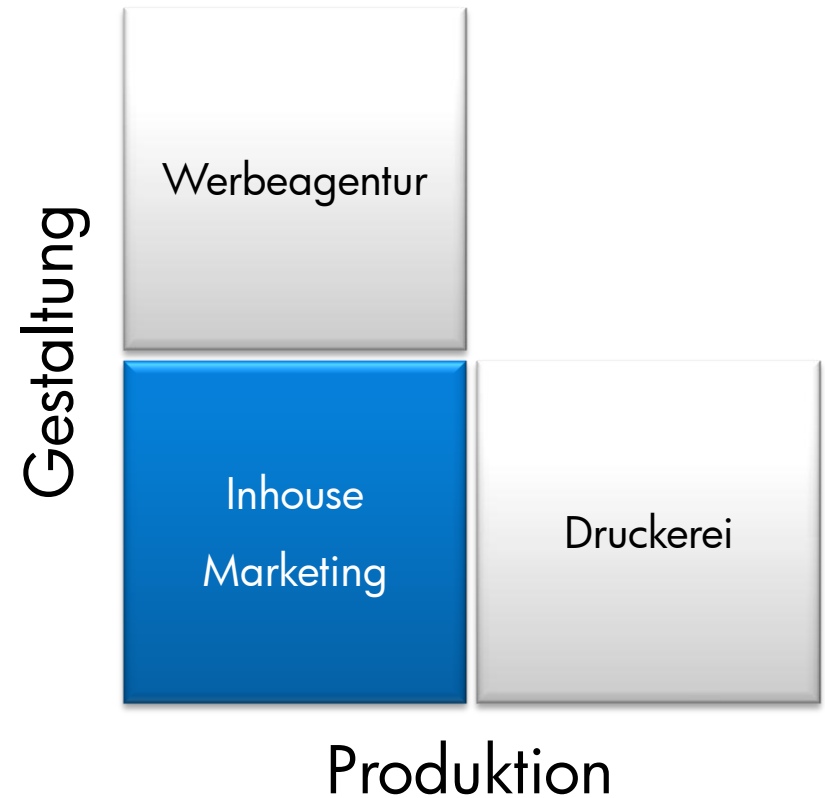 Werbeagentur
Gestaltung
Inhouse
Marketing
Druckerei
Produktion